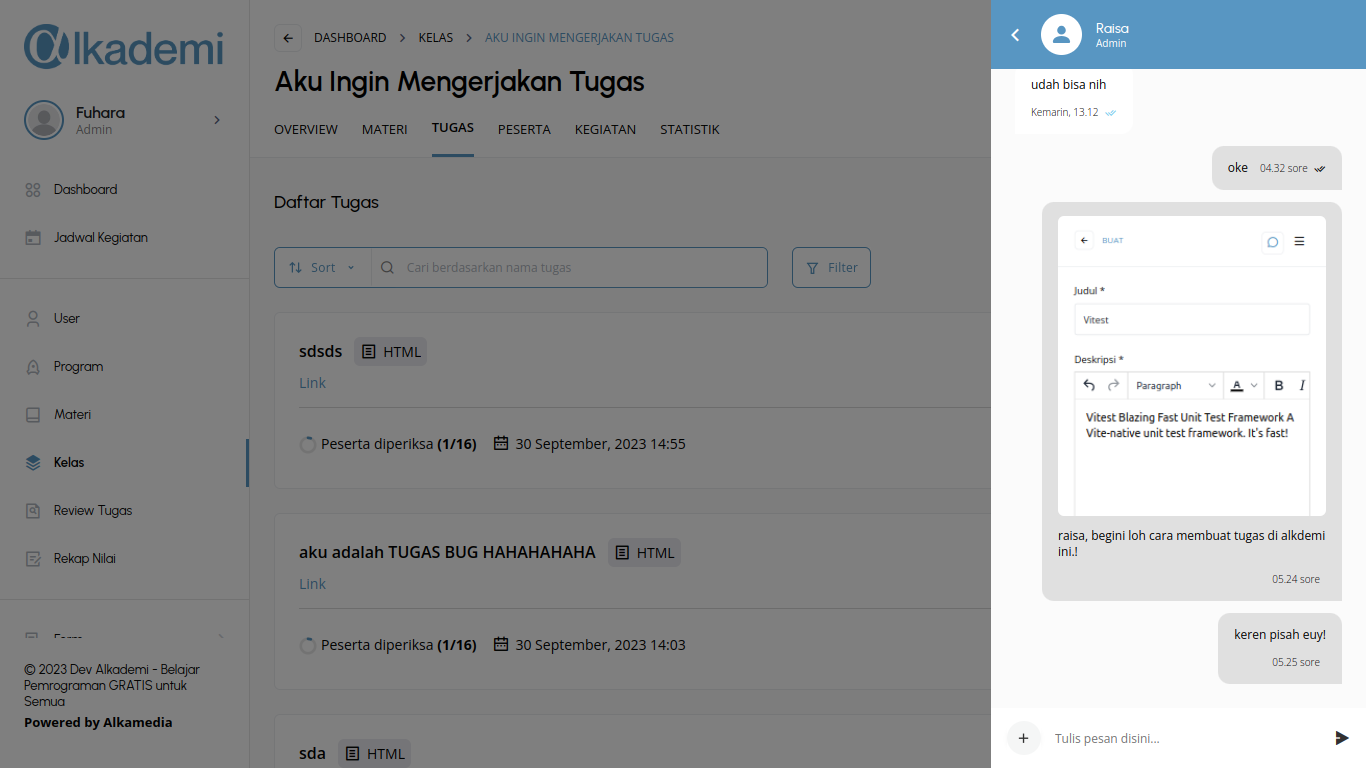 Alkademi
Fuhara
Admin
Dashboard
Jadwal Kegiatan
User
Program
Materi
Kelas
Review Tugas
Rekap Nilai
© 2023 Dev Alkademi - Belajar
Pemrograman GRATIS untuk
Semua
Powered by Alkamedia
DASHBOARD > KELAS > AKU INGIN MENGERJAKAN TUGAS
Aku Ingin Mengerjakan Tugas
OVERVIEW MATERI TUGAS PESERTA KEGIATAN STATISTIK
Daftar Tugas
Sort Cari berdasarkan nama tugas Filter
sdsds HTML
Link
Peserta diperiksa (1/16) 30 September, 2023 14:55
aku adalah TUGAS BUG HAHAHAHAHA HTML
Link
Peserta diperiksa (1/16) 30 September, 2023 14:03
sda HTML
Raisa
Admin
udah bisa nih
Kemarin, 13.12
oke 04.32 sore
BUAT
Judul *
Vitest
Deskripsi *
Paragraph A B I
Vitest Blazing Fast Unit Test Framework A
Vite-native unit test framework. It's fast!
raisa, begini loh cara membuat tugas di alkdemi
ini.!
05.24 sore
keren pisah euy!
05.25 sore
Tulis pesan disini...